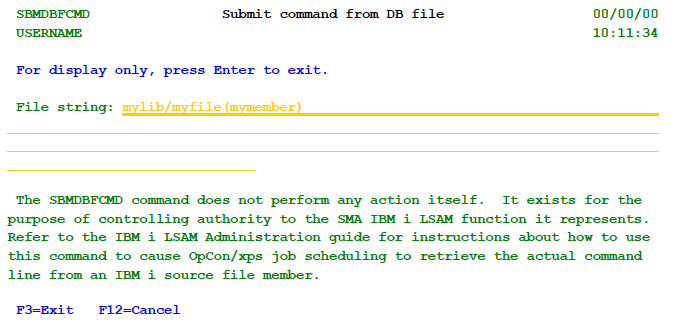 SBMDBFCMD Submit command from DB file 00/00/00
USERNAME 10:11:34
For display only, press Enter to exit.
File string: mylib/myfile(mymember)
The SBMDBFCMD command does not perform any action itself. It exists for the
purpose of controlling authority to the SMA IBM i LSAM function it represents.
Refer to the IBM i LSAM Administration guide for instructions about how to use
this command to cause OpCon/xps job scheduling to retrieve the actual command
line from an IBM i source file member.
F3=Exit F12=Cancel